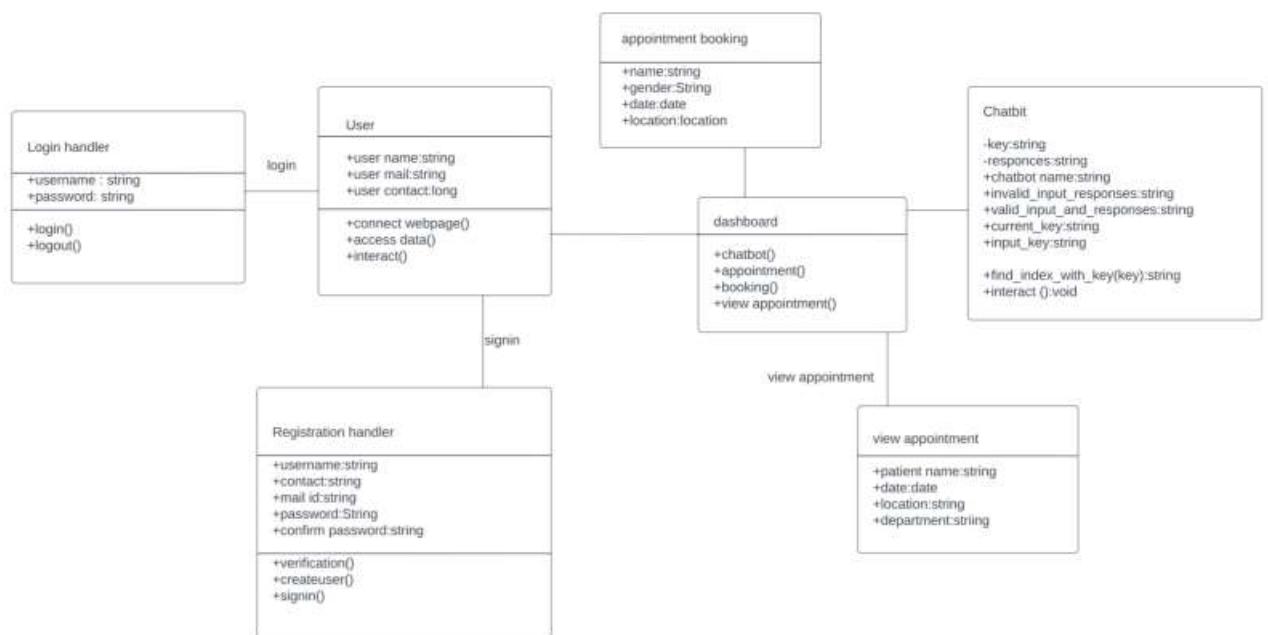 appointment booking
+name:string
+gender:String
+date:date
+location:location
Login handler
+username : string
+password: string
+login()
+logout()
login
User
+user name:string
+user mail:string
+user contact:long
+connect webpage()
+access data()
+interact()
dashboard
+chatbot()
+appointment()
+booking()
+view appointment()
Chatbit
-key:string
-responces:string
+chatbot name:string
+invalid_input_responses:string
+valid_input_and_responses:string
+current_key:string
+input_key:string
+find_index_with_key(key):string
+interact ():void
signin
view appointment
Registration handler
+username:string
+contact:string
+mail id:string
+password:String
+confirm password:string
+verification()
+createuser()
+signin()
view appointment
+patient name:string
+date:date
+location:string
+department:striing